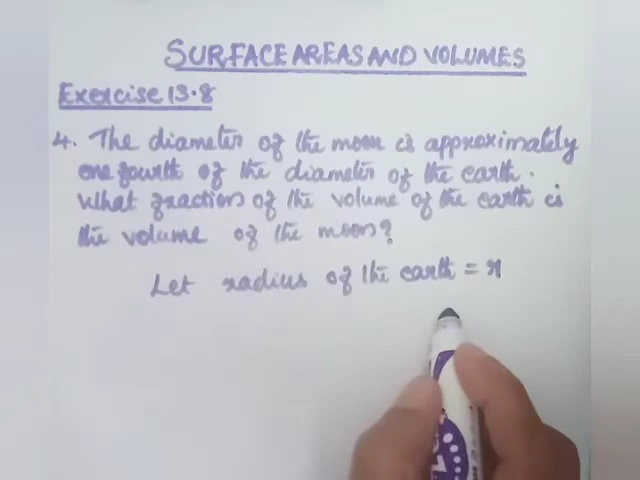 SURFACE AREAS AND VOLUMES
Exercise 13.8
4. The diameter of the moon is approximately
one fourth of the diameter of the earth.
What fraction of the volume of the earth is
the volume of the moon?
Let radius of the earth = r